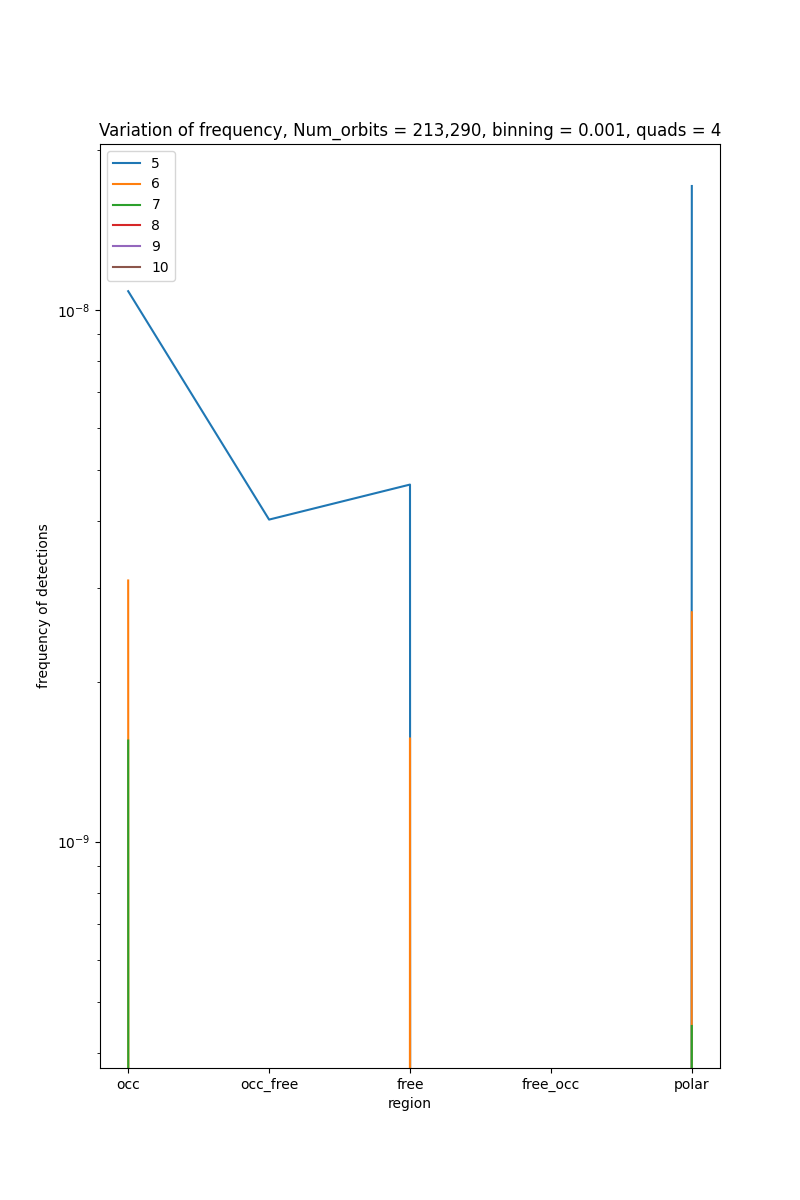 Variation of frequency, Num_orbits = 213,290, binning = 0.001, quads = 4
5
6
7
8
9
10
10⁻⁸
10⁻⁹
frequency of detections
occ
occ_free
free
free_occ
polar
region